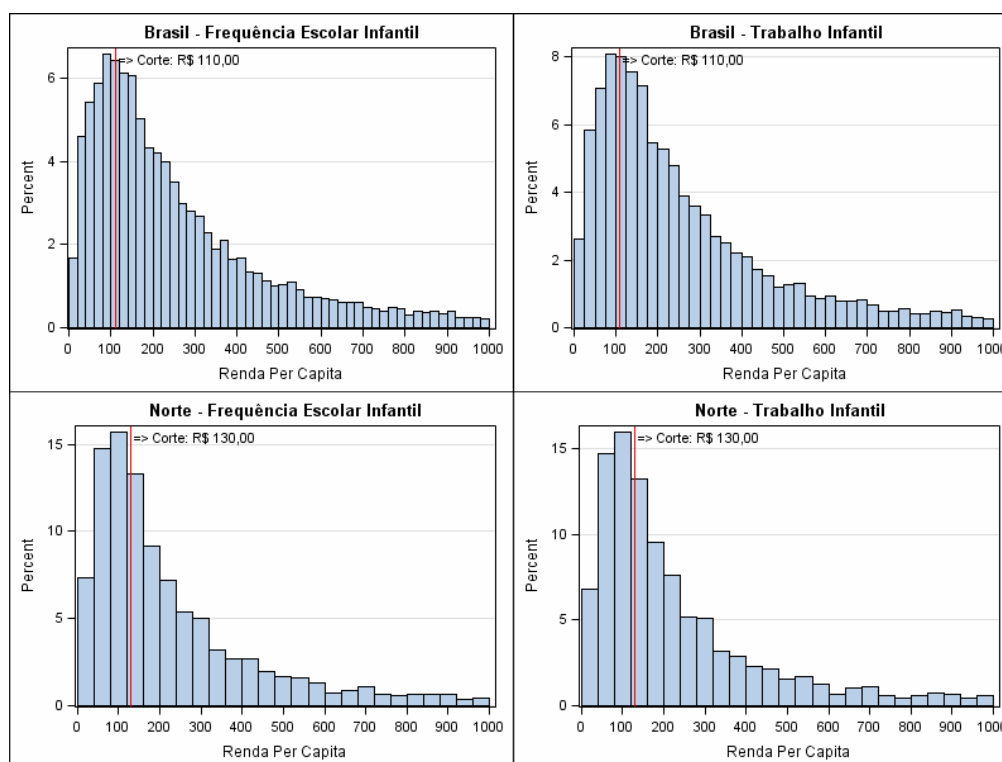 Brasil - Frequência Escolar Infantil
=> Corte: R$ 110,00
6
4
2
0
Percent
0 100 200 300 400 500 600 700 800 900 1000
Renda Per Capita
Brasil - Trabalho Infantil
=> Corte: R$ 110,00
8
6
4
2
0
Percent
0 100 200 300 400 500 600 700 800 900 1000
Renda Per Capita
Norte - Frequência Escolar Infantil
=> Corte: R$ 130,00
15
10
5
0
Percent
0 100 200 300 400 500 600 700 800 900 1000
Renda Per Capita
Norte - Trabalho Infantil
=> Corte: R$ 130,00
15
10
5
0
Percent
0 100 200 300 400 500 600 700 800 900 1000
Renda Per Capita